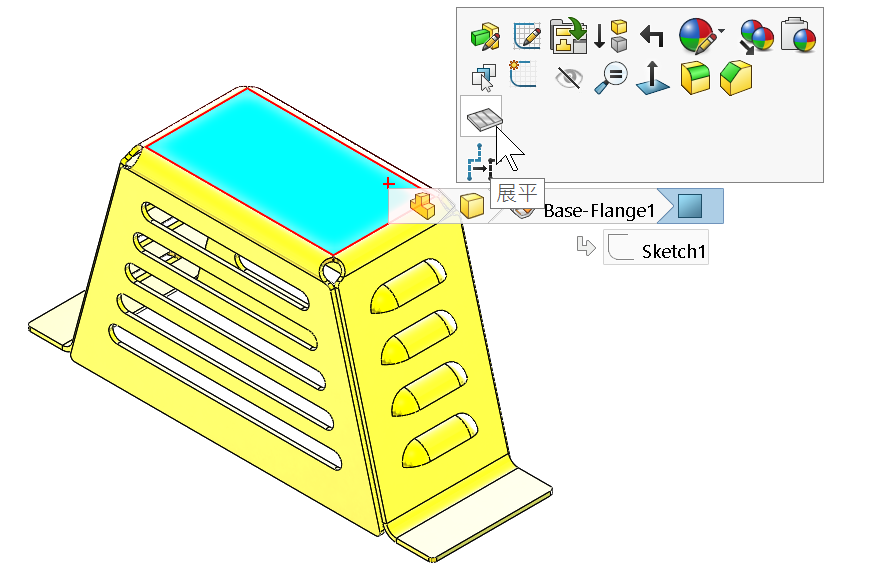 展平
Base-Flange1
Sketch1